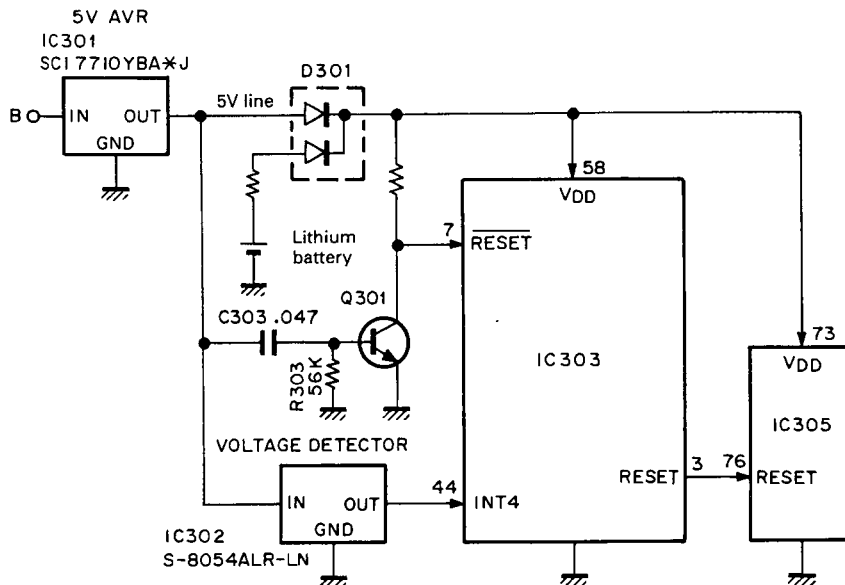 5V AVR
IC301
SCI7710YBA*J
B
IN
OUT
GND
5V line
D301
Lithium
battery
58
VDD
7
RESET
Q301
C303 .047
R303
56K
IC303
73
VDD
IC305
VOLTAGE DETECTOR
IN
OUT
GND
44
INT4
RESET
3
76
RESET
IC302
S-8054ALR-LN